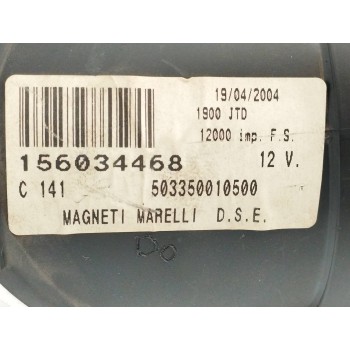 19/04/2004
1900 JTD
12000 imp. F.S.
156034468 12 V.
C 141 503350010500
MAGNETI MARELLI D.S.E.